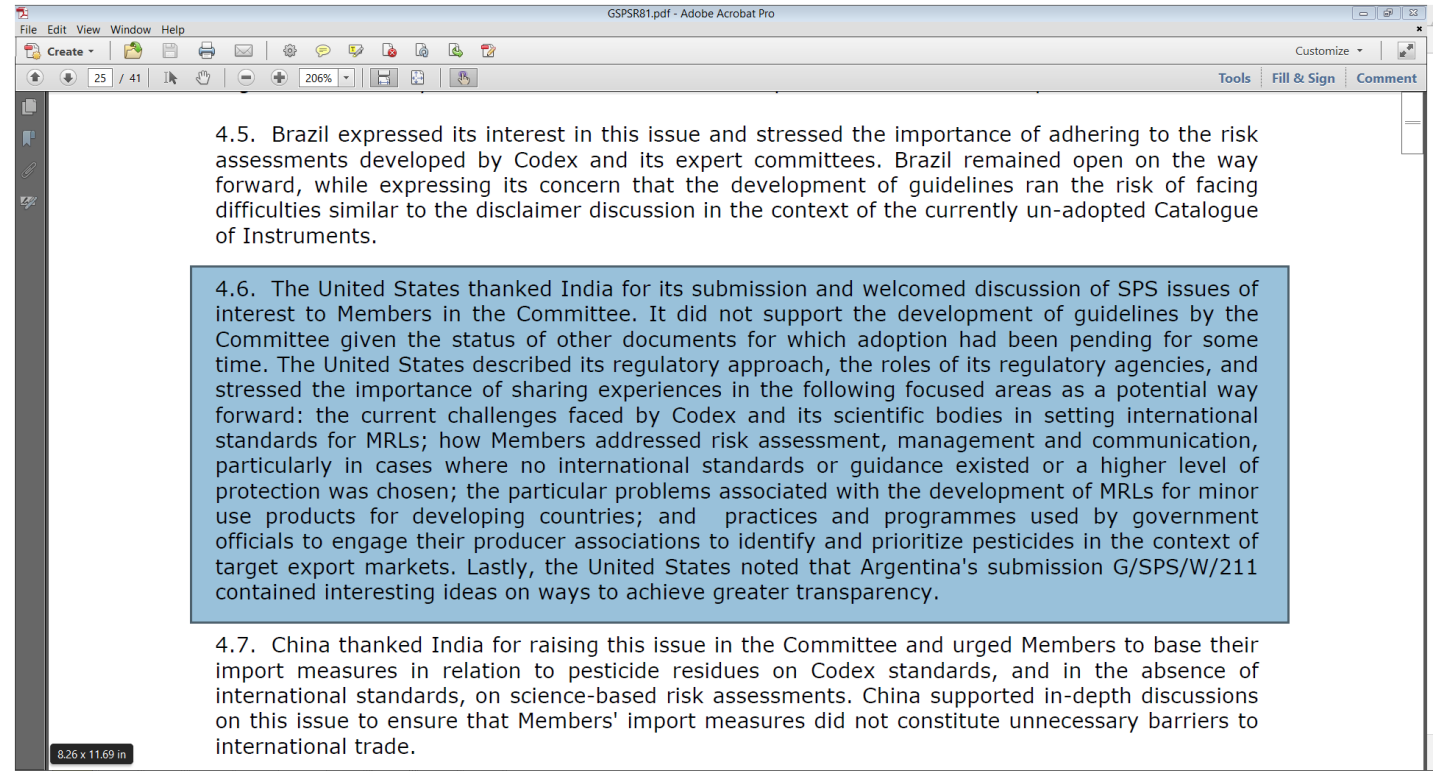 GSPSR81.pdf - Adobe Acrobat Pro
File Edit View Window Help
Create
Customize
25 / 41
206%
Tools Fill & Sign Comment
4.5. Brazil expressed its interest in this issue and stressed the importance of adhering to the risk
assessments developed by Codex and its expert committees. Brazil remained open on the way
forward, while expressing its concern that the development of guidelines ran the risk of facing
difficulties similar to the disclaimer discussion in the context of the currently un-adopted Catalogue
of Instruments.
4.6. The United States thanked India for its submission and welcomed discussion of SPS issues of
interest to Members in the Committee. It did not support the development of guidelines by the
Committee given the status of other documents for which adoption had been pending for some
time. The United States described its regulatory approach, the roles of its regulatory agencies, and
stressed the importance of sharing experiences in the following focused areas as a potential way
forward: the current challenges faced by Codex and its scientific bodies in setting international
standards for MRLs; how Members addressed risk assessment, management and communication,
particularly in cases where no international standards or guidance existed or a higher level of
protection was chosen; the particular problems associated with the development of MRLs for minor
use products for developing countries; and practices and programmes used by government
officials to engage their producer associations to identify and prioritize pesticides in the context of
target export markets. Lastly, the United States noted that Argentina's submission G/SPS/W/211
contained interesting ideas on ways to achieve greater transparency.
4.7. China thanked India for raising this issue in the Committee and urged Members to base their
import measures in relation to pesticide residues on Codex standards, and in the absence of
international standards, on science-based risk assessments. China supported in-depth discussions
on this issue to ensure that Members' import measures did not constitute unnecessary barriers to
international trade.
8.26 x 11.69 in